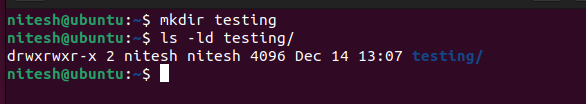 nitesh@ubuntu:~$ mkdir testing
nitesh@ubuntu:~$ ls -ld testing/
drwxrwxr-x 2 nitesh nitesh 4096 Dec 14 13:07 testing/
nitesh@ubuntu:~$